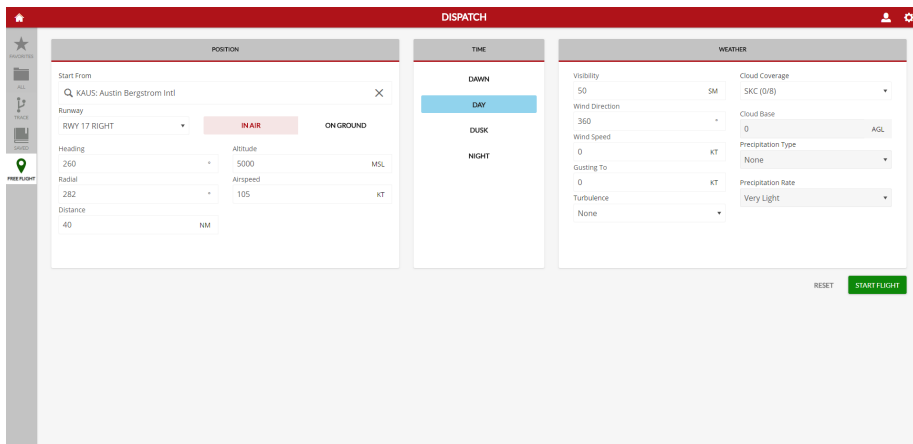 DISPATCH
FAVORITES
ALL
TRACE
SAVED
FREE FLIGHT
POSITION
Start From
KAUS: Austin Bergstrom Intl
Runway
RWY 17 RIGHT
IN AIR
ON GROUND
Heading
260 °
Altitude
5000 MSL
Radial
282 °
Airspeed
105 KT
Distance
40 NM
TIME
DAWN
DAY
DUSK
NIGHT
WEATHER
Visibility
50 SM
Wind Direction
360 °
Wind Speed
0 KT
Gusting To
0 KT
Turbulence
None
Cloud Coverage
SKC (0/8)
Cloud Base
0 AGL
Precipitation Type
None
Precipitation Rate
Very Light
RESET
START FLIGHT